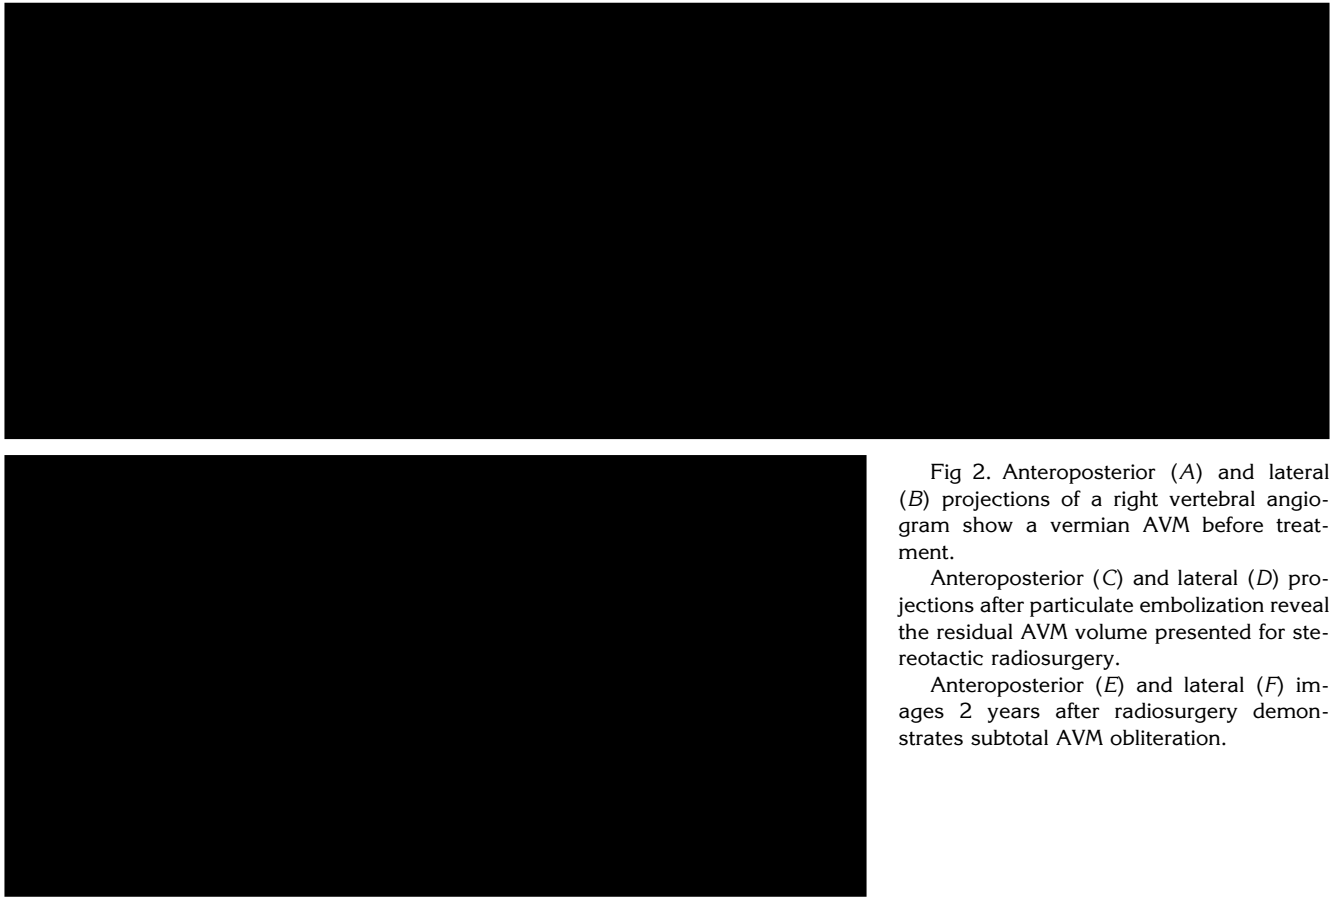 Fig 2. Anteroposterior (A) and lateral
(B) projections of a right vertebral angio-
gram show a vermian AVM before treat-
ment.
Anteroposterior (C) and lateral (D) pro-
jections after particulate embolization reveal
the residual AVM volume presented for ste-
reotactic radiosurgery.
Anteroposterior (E) and lateral (F) im-
ages 2 years after radiosurgery demon-
strates subtotal AVM obliteration.